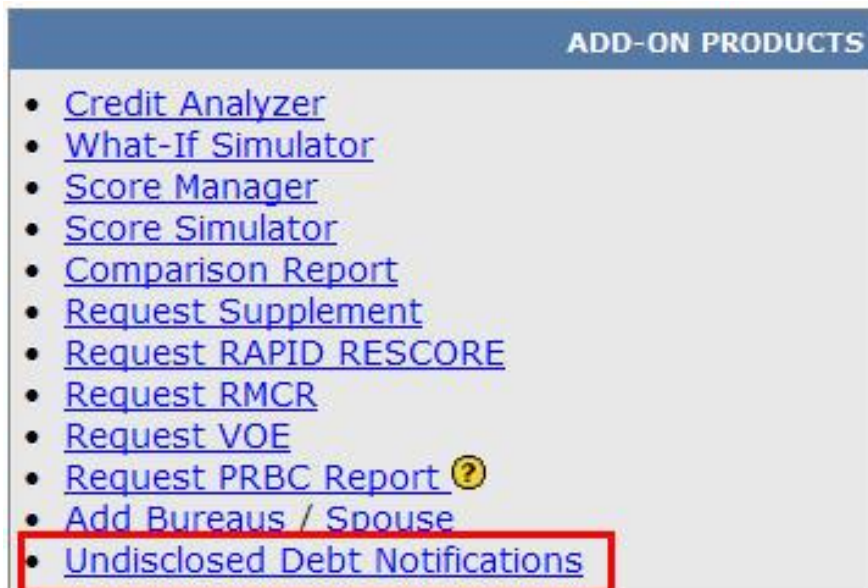 ADD-ON PRODUCTS
Credit Analyzer
What-If Simulator
Score Manager
Score Simulator
Comparison Report
Request Supplement
Request RAPID RESCORE
Request RMCR
Request VOE
Request PRBC Report ?
Add Bureaus / Spouse
Undisclosed Debt Notifications